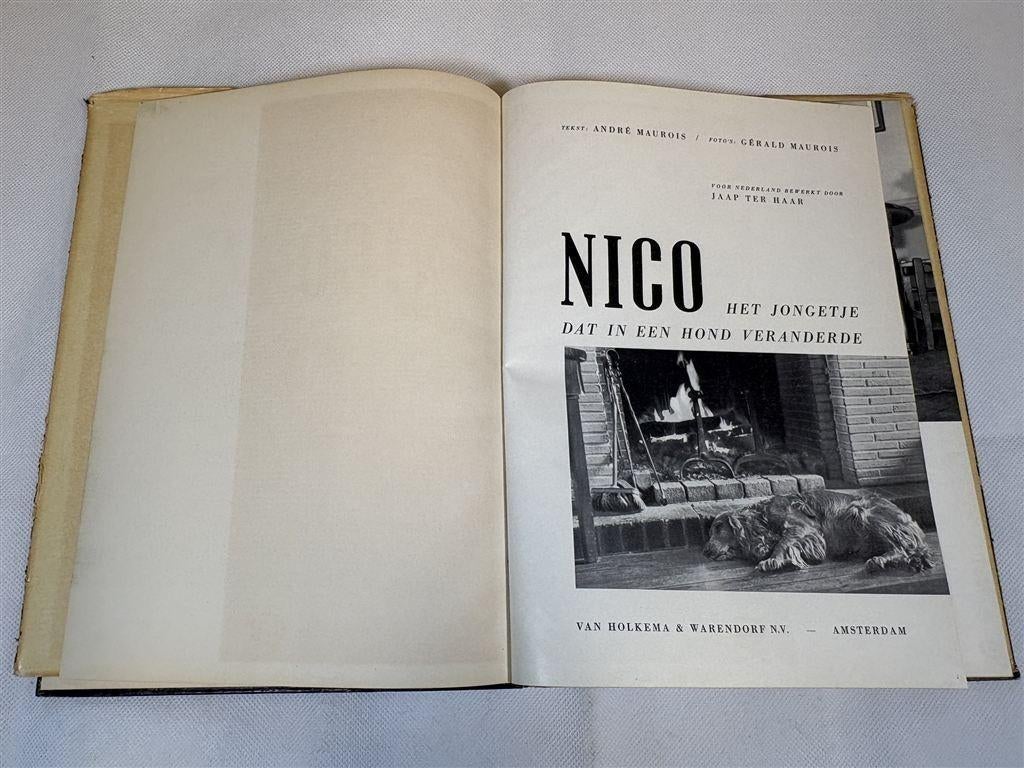 TEKST: ANDRÉ MAUROIS / FOTO'S: GÉRALD MAUROIS
VOOR NEDERLAND BEWERKT DOOR
JAAP TER HAAR
NICO HET JONGETJE
DAT IN EEN HOND VERANDERDE
VAN HOLKEMA & WARENDORF N.V. — AMSTERDAM